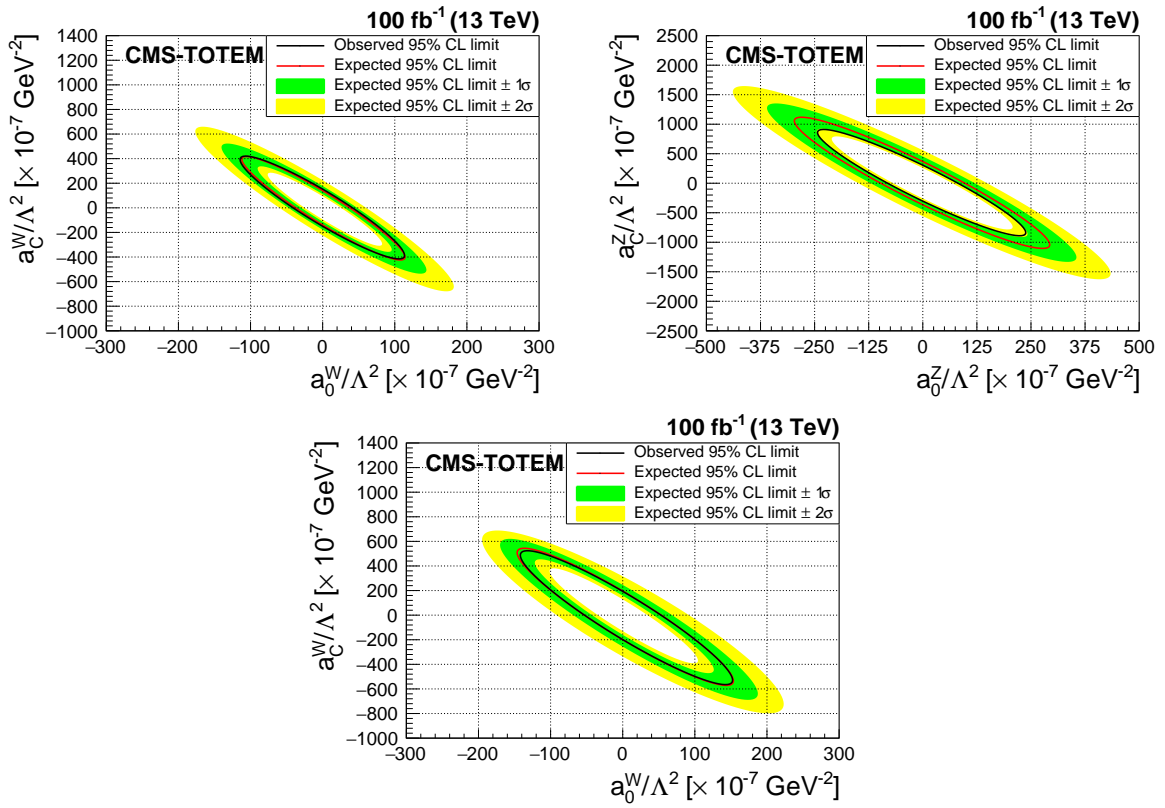 100 fb⁻¹ (13 TeV)
CMS-TOTEM
Observed 95% CL limit
Expected 95% CL limit
Expected 95% CL limit ± 1σ
Expected 95% CL limit ± 2σ
1400
1200
1000
800
600
400
200
0
−200
−400
−600
−800
−1000
−300 −200 −100 0 100 200 300
a_C^W/Λ² [× 10⁻⁷ GeV⁻²]
a_0^W/Λ² [× 10⁻⁷ GeV⁻²]
100 fb⁻¹ (13 TeV)
CMS-TOTEM
Observed 95% CL limit
Expected 95% CL limit
Expected 95% CL limit ± 1σ
Expected 95% CL limit ± 2σ
2500
2000
1500
1000
500
0
−500
−1000
−1500
−2000
−2500
−500 −375 −250 −125 0 125 250 375 500
a_C^Z/Λ² [× 10⁻⁷ GeV⁻²]
a_0^Z/Λ² [× 10⁻⁷ GeV⁻²]
100 fb⁻¹ (13 TeV)
CMS-TOTEM
Observed 95% CL limit
Expected 95% CL limit
Expected 95% CL limit ± 1σ
Expected 95% CL limit ± 2σ
1400
1200
1000
800
600
400
200
0
−200
−400
−600
−800
−1000
−300 −200 −100 0 100 200 300
a_C^W/Λ² [× 10⁻⁷ GeV⁻²]
a_0^W/Λ² [× 10⁻⁷ GeV⁻²]